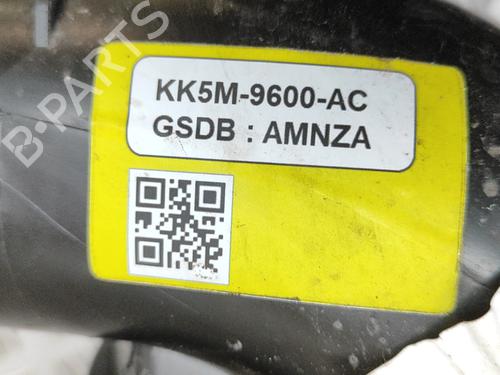 B-PARTS
KK5M-9600-AC
GSDB : AMNZA